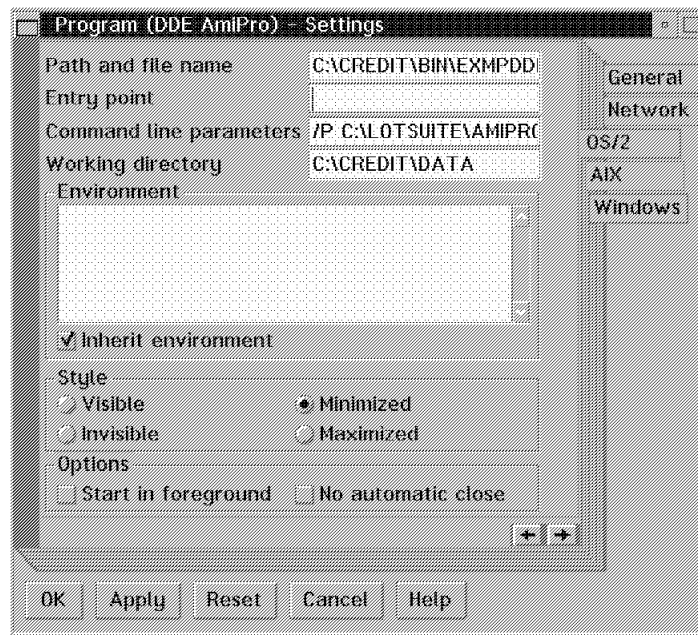 Program (DDE AmiPro) - Settings
Path and file name C:\CREDIT\BIN\EXMPDD
Entry point
Command line parameters /P C:\LOTSUITE\AMIPRO
Working directory C:\CREDIT\DATA
Environment
Inherit environment
Style
Visible Minimized
Invisible Maximized
Options
Start in foreground No automatic close
General
Network
OS/2
AIX
Windows
OK Apply Reset Cancel Help